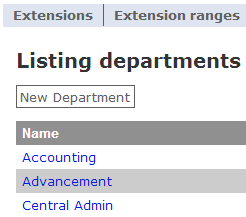 Extensions Extension ranges
Listing departments
New Department
Name
Accounting
Advancement
Central Admin